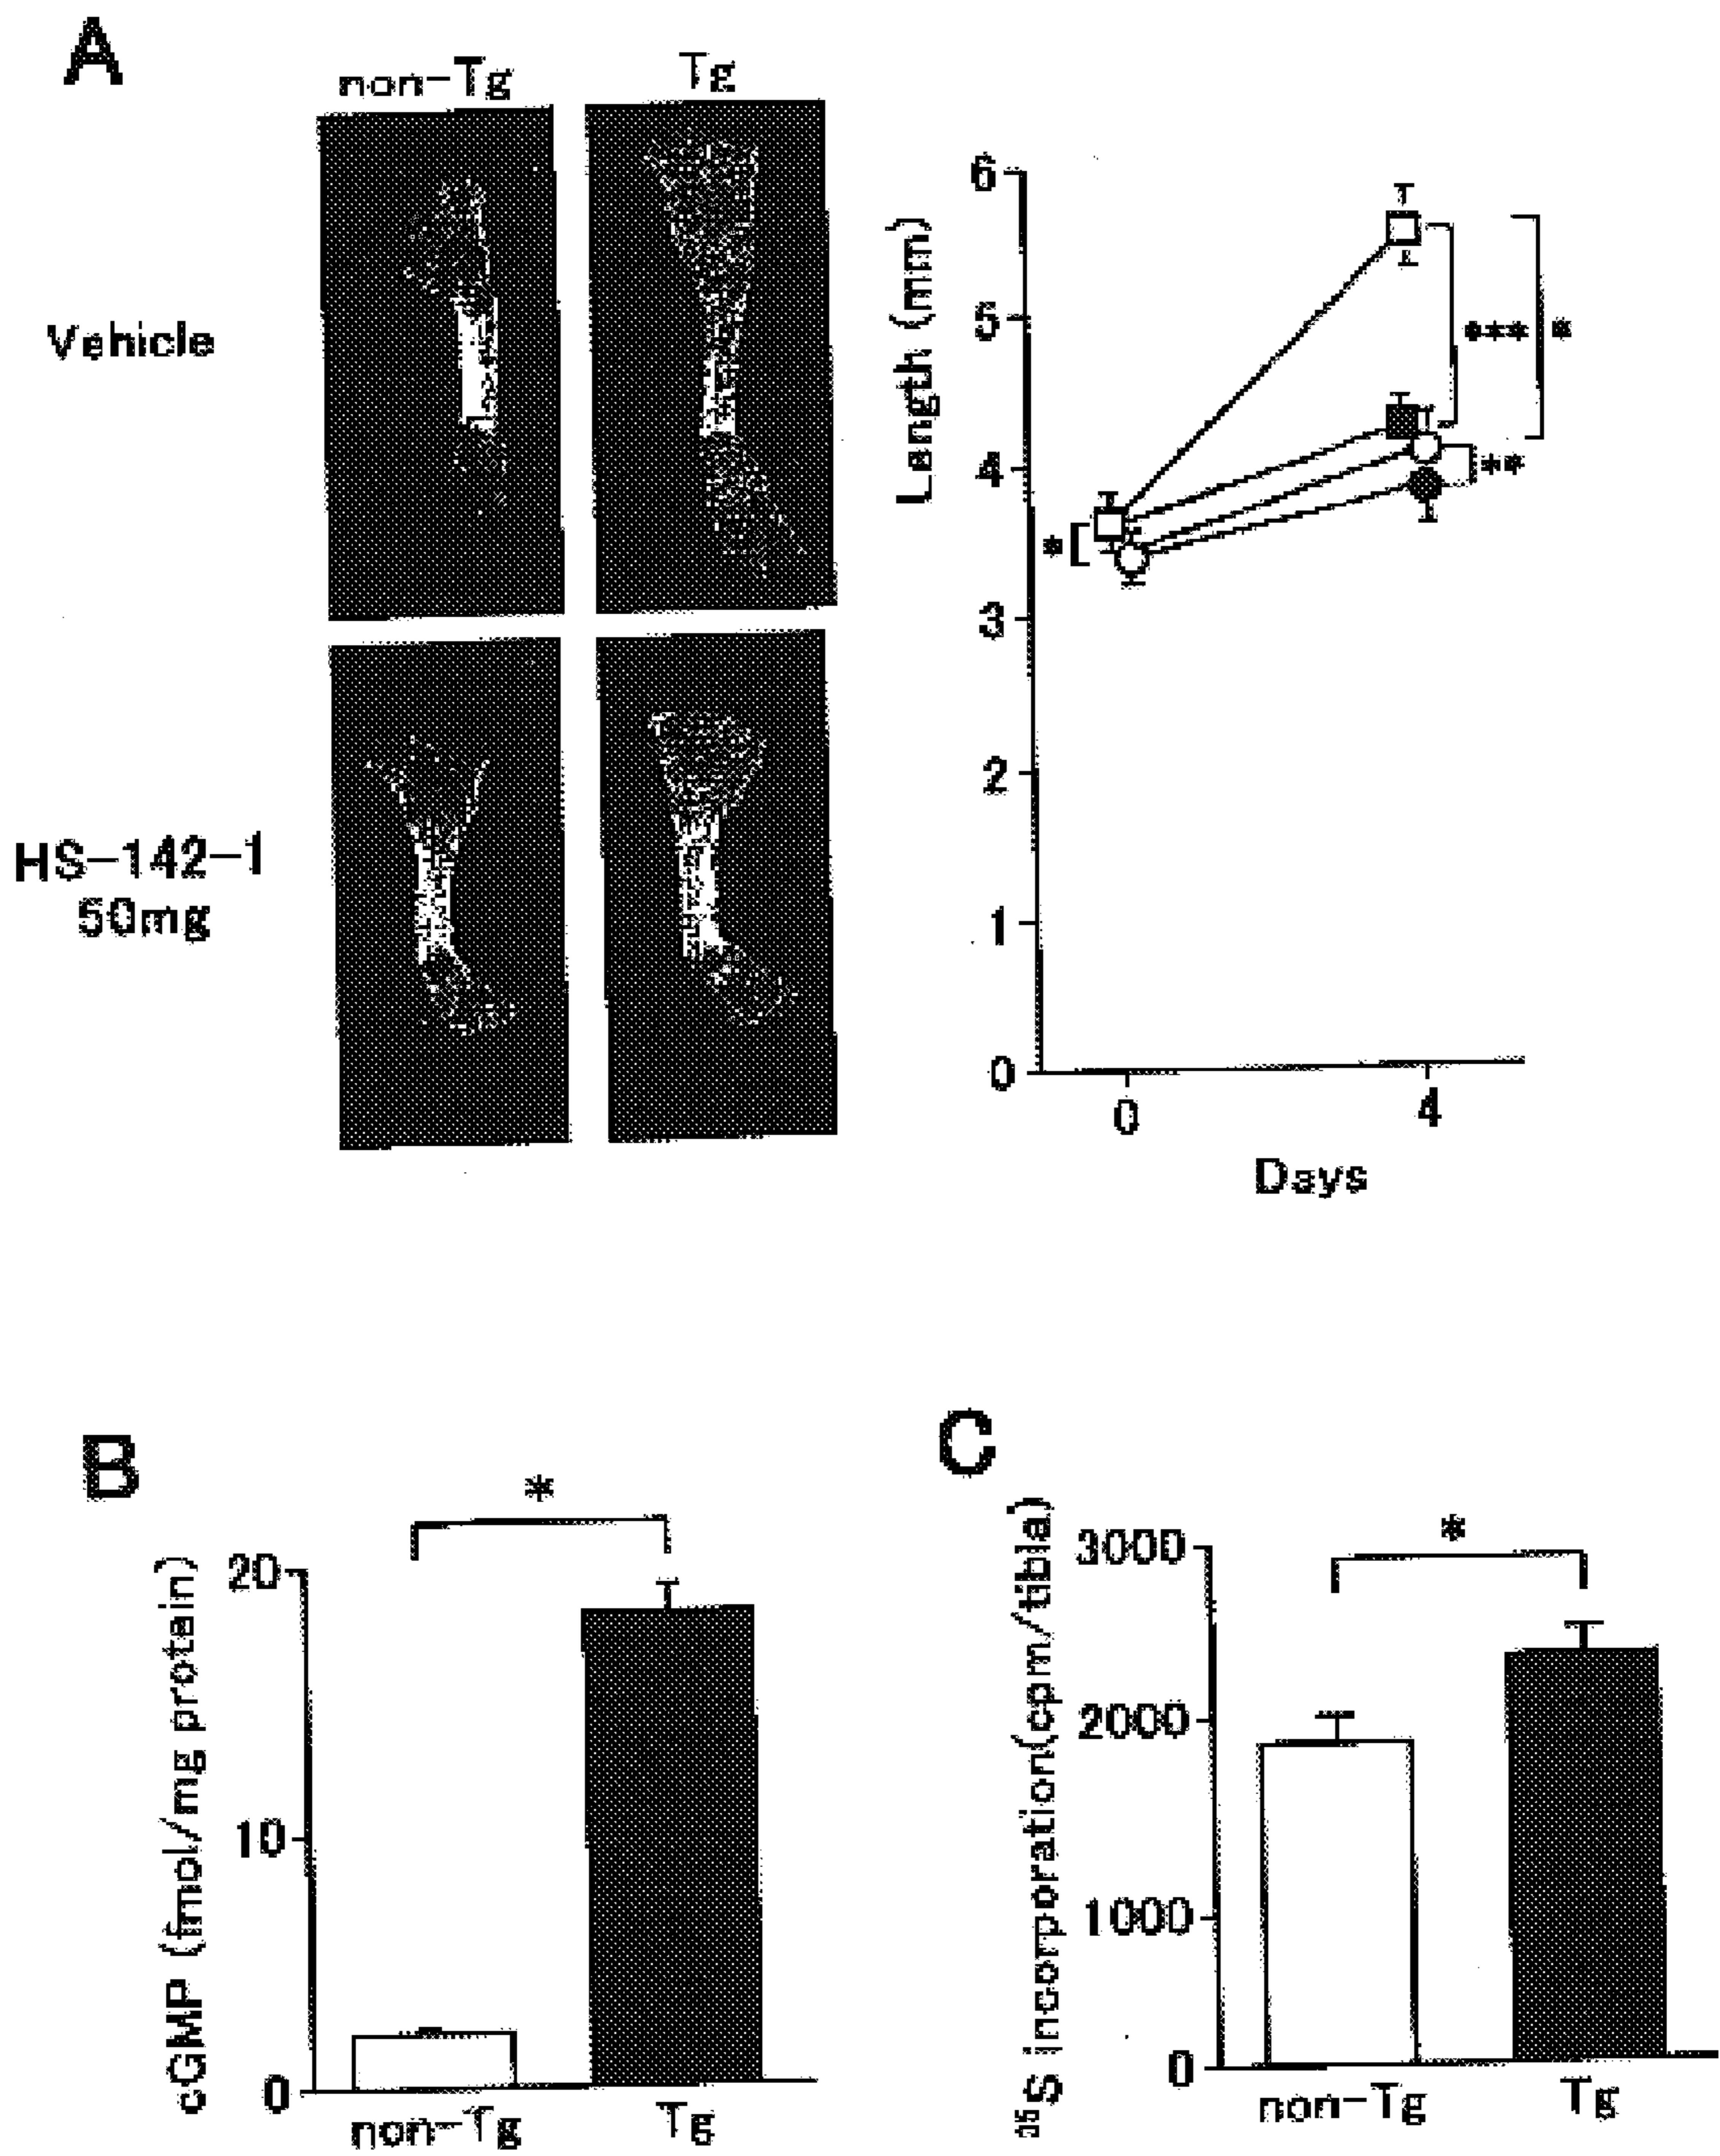 A
non-Tg
Tg
Vehicle
HS-142-1
50mg
Length (mm)
6
5
4
3
2
1
0
*
***
*
**
0
4
Days
B
*
cGMP (fmol/mg protein)
20
10
0
non-Tg
Tg
C
*
³⁵S incorporation(cpm/tibia)
3000
2000
1000
0
non-Tg
Tg